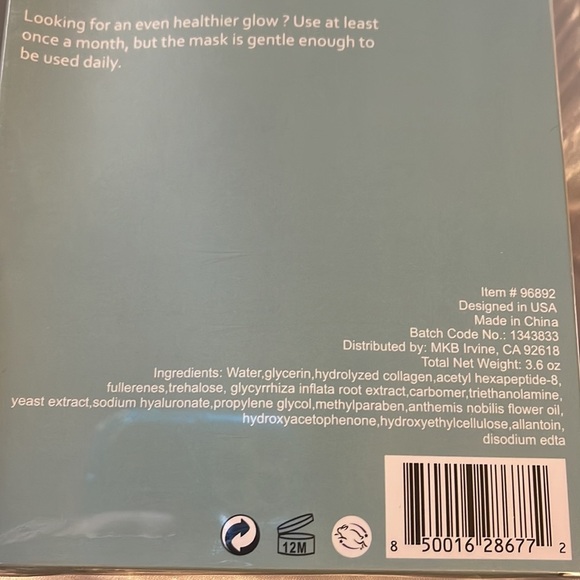 Looking for an even healthier glow ? Use at least
once a month, but the mask is gentle enough to
be used daily.
Item # 96892
Designed in USA
Made in China
Batch Code No.: 1343833
Distributed by: MKB Irvine, CA 92618
Total Net Weight: 3.6 oz
Ingredients: Water,glycerin,hydrolyzed collagen,acetyl hexapeptide-8,
fullerenes,trehalose, glycyrrhiza inflata root extract,carbomer,triethanolamine,
yeast extract,sodium hyaluronate,propylene glycol,methylparaben,anthemis nobilis flower oil,
hydroxyacetophenone,hydroxyethylcellulose,allantoin,
disodium edta
12M
8 50016 28677 2